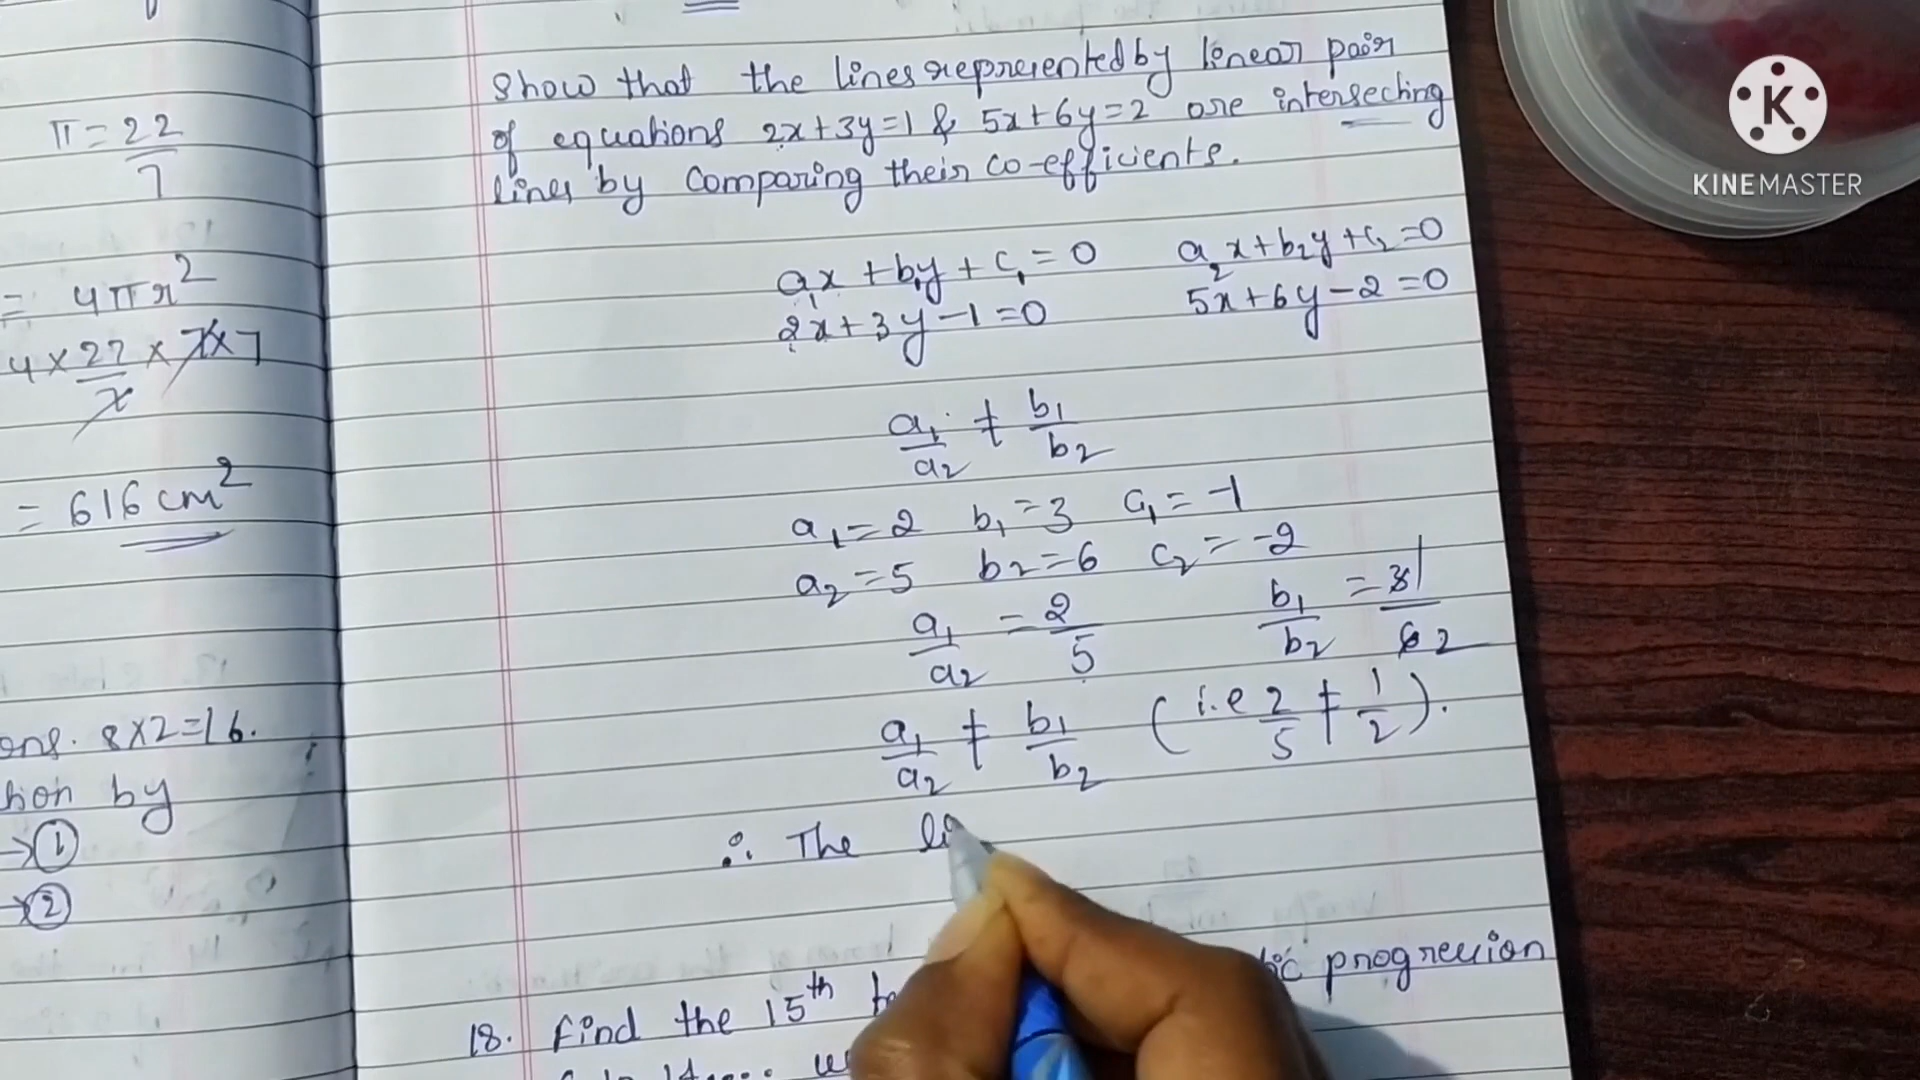 π = 22
7
= 4πr²
4 × 22 × 7 × 7
7
= 616 cm²
ons. 8×2=16.
by
→ ①
→ ②
Show that the lines represented by linear pair
of equations 2x+3y=1 & 5x+6y=2 are intersecting
lines by comparing their co-efficients.
a₁x + b₁y + c₁ = 0    a₂x + b₂y + c₂ = 0
2x+3y-1=0    5x+6y-2=0
a₁/a₂ ≠ b₁/b₂
a₁=2 b₁=3 c₁=-1
a₂=5 b₂=6 c₂=-2
a₁/a₂ = 2/5    b₁/b₂ = 3 1/6 2
a₁/a₂ ≠ b₁/b₂ (i.e 2/5 ≠ 1/2).
∴ The li
18. Find the 15th progression
KINEMASTER